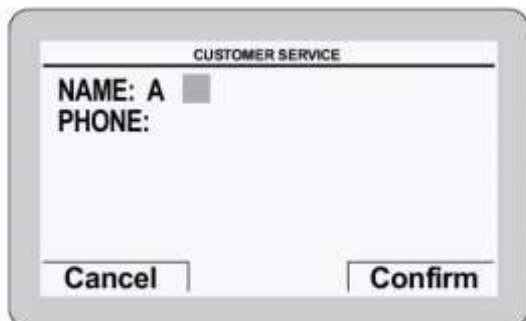 CUSTOMER SERVICE
NAME: A
PHONE:
Cancel
Confirm